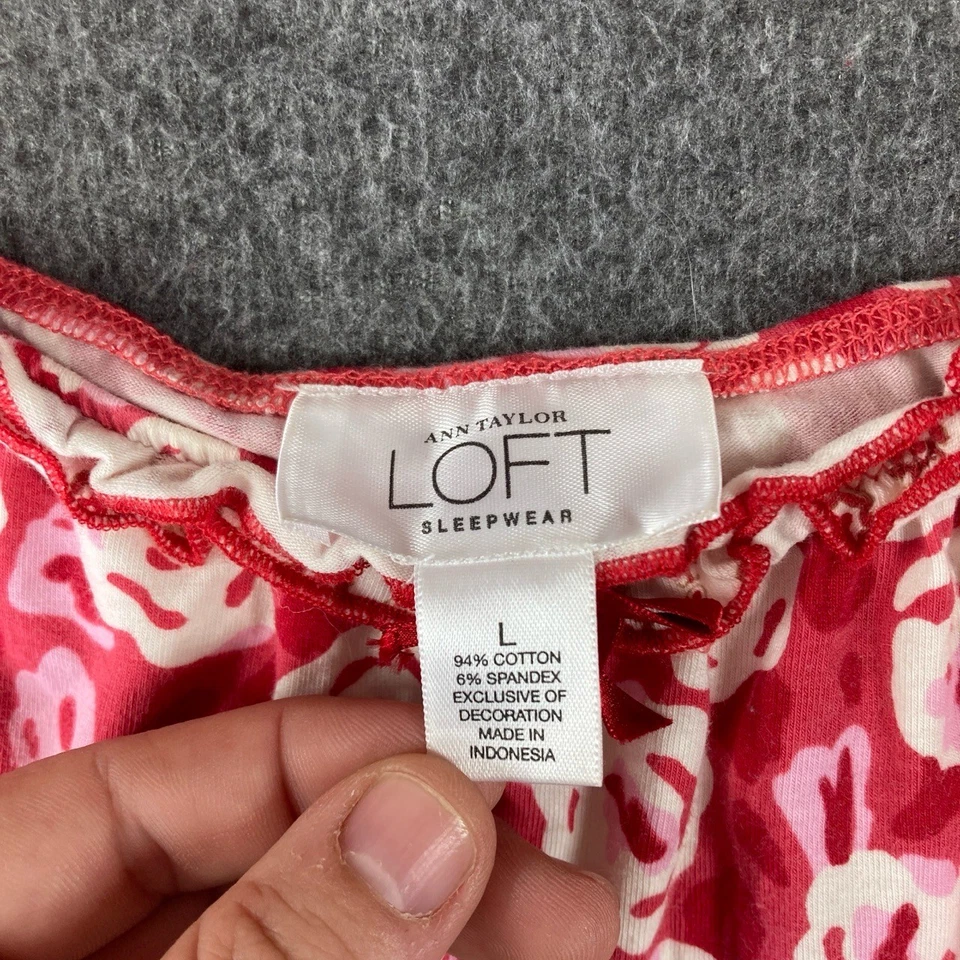 ANN TAYLOR
LOFT
SLEEPWEAR
L
94% COTTON
6% SPANDEX
EXCLUSIVE OF
DECORATION
MADE IN
INDONESIA